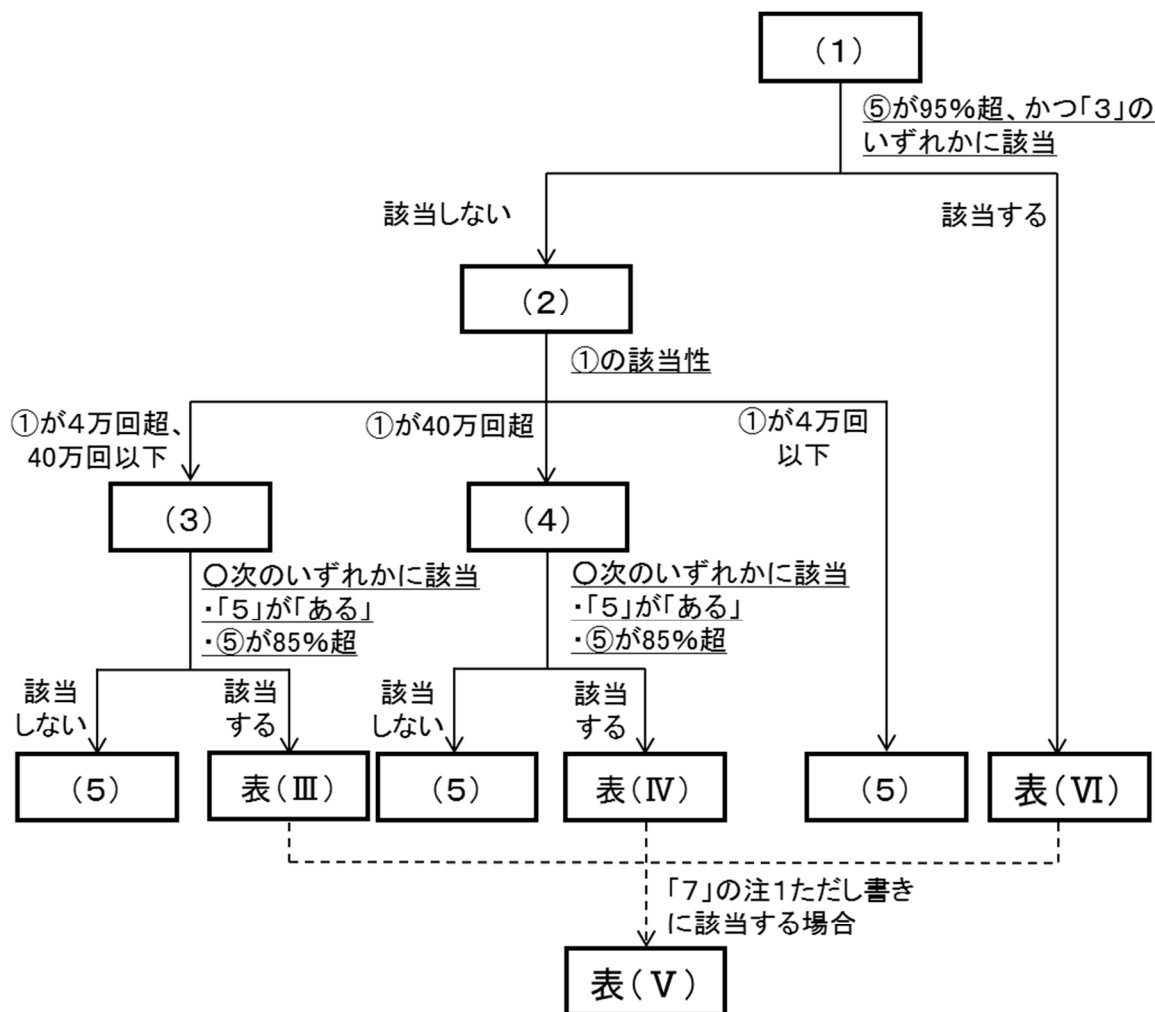 （1）
⑤が95%超、かつ「3」の
いずれかに該当
該当しない
該当する
（2）
①の該当性
①が4万回超、
40万回以下
①が40万回超
①が4万回
以下
（3）
（4）
〇次のいずれかに該当
・「5」が「ある」
・⑤が85%超
〇次のいずれかに該当
・「5」が「ある」
・⑤が85%超
該当
しない
該当
する
該当
しない
該当
する
（5）
表（Ⅲ）
（5）
表（Ⅳ）
（5）
表（Ⅵ）
「7」の注1ただし書き
に該当する場合
表（Ⅴ）